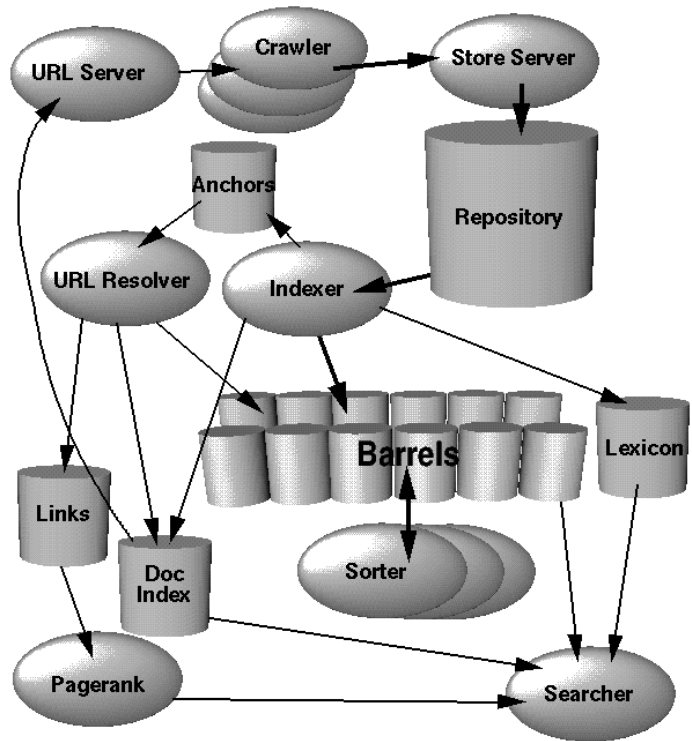 URL Server
Crawler
Store Server
Anchors
Repository
URL Resolver
Indexer
Barrels
Lexicon
Links
Doc
Index
Sorter
Pagerank
Searcher